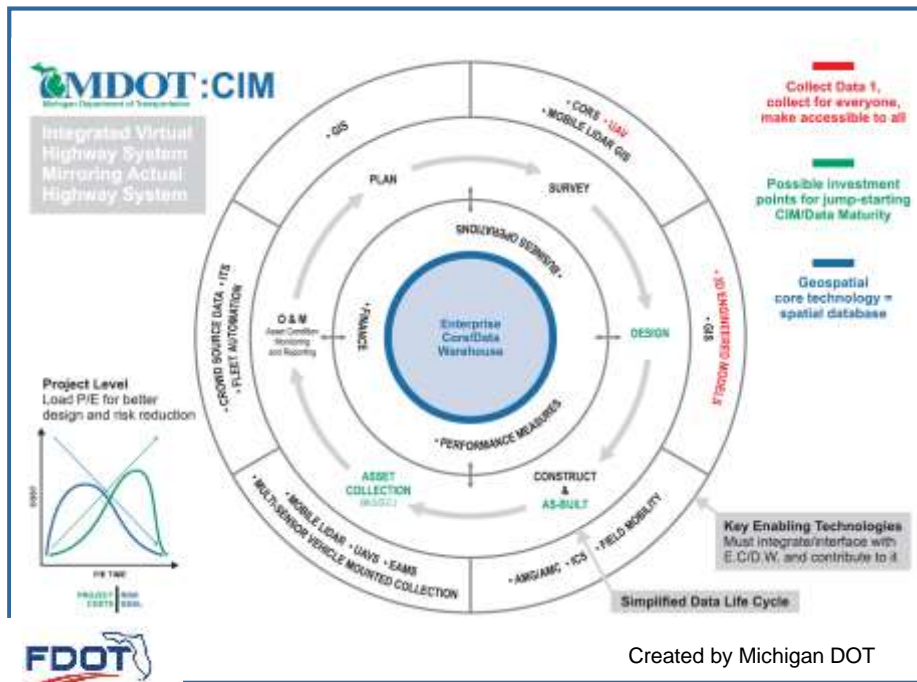 MDOT:CIM
Michigan Department of Transportation
Integrated Virtual
Highway System
Mirroring Actual
Highway System
Collect Data 1,
collect for everyone,
make accessible to all
Possible investment
points for jump-starting
CIM/Data Maturity
Geospatial
core technology =
spatial database
• GIS
• CORS • UAV
• MOBILE LIDAR GIS
• 3D ENGINEERED MODELS
• GIS
• FIELD MOBILITY
• AMG/AMC • ICS
• MOBILE LIDAR • UAVS • EAMS
• MULTI-SENSOR VEHICLE MOUNTED COLLECTION
• CROWD SOURCE DATA • ITS
• FLEET AUTOMATION
PLAN
SURVEY
DESIGN
CONSTRUCT
&
AS-BUILT
ASSET
COLLECTION
O & M
Asset Condition
Monitoring
and Reporting
• BUSINESS OPERATIONS
• FINANCE
• PERFORMANCE MEASURES
Enterprise
Core/Data
Warehouse
Project Level
Load P/E for better
design and risk reduction
P/E TIME
PROJECT
COSTS
RISK
Key Enabling Technologies
Must integrate/interface with
E.C/D.W. and contribute to it
Simplified Data Life Cycle
FDOT
Created by Michigan DOT